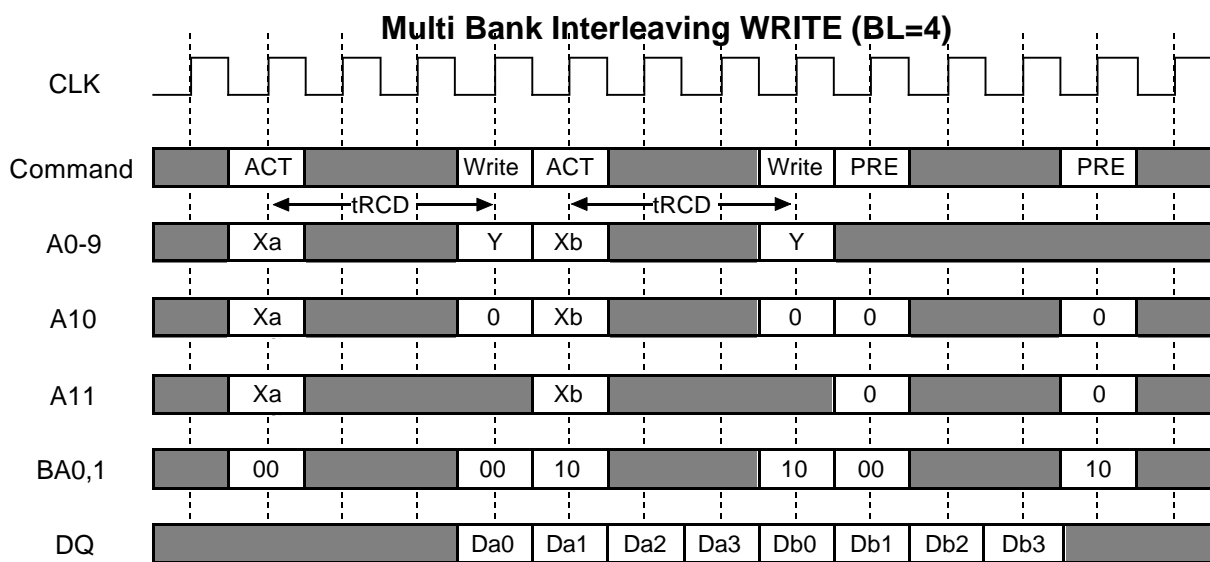 Multi Bank Interleaving WRITE (BL=4)
CLK
Command ACT Write ACT Write PRE PRE
tRCD tRCD
A0-9 Xa Y Xb Y
A10 Xa 0 Xb 0 0 0
A11 Xa Xb 0 0
BA0,1 00 00 10 10 00 10
DQ Da0 Da1 Da2 Da3 Db0 Db1 Db2 Db3